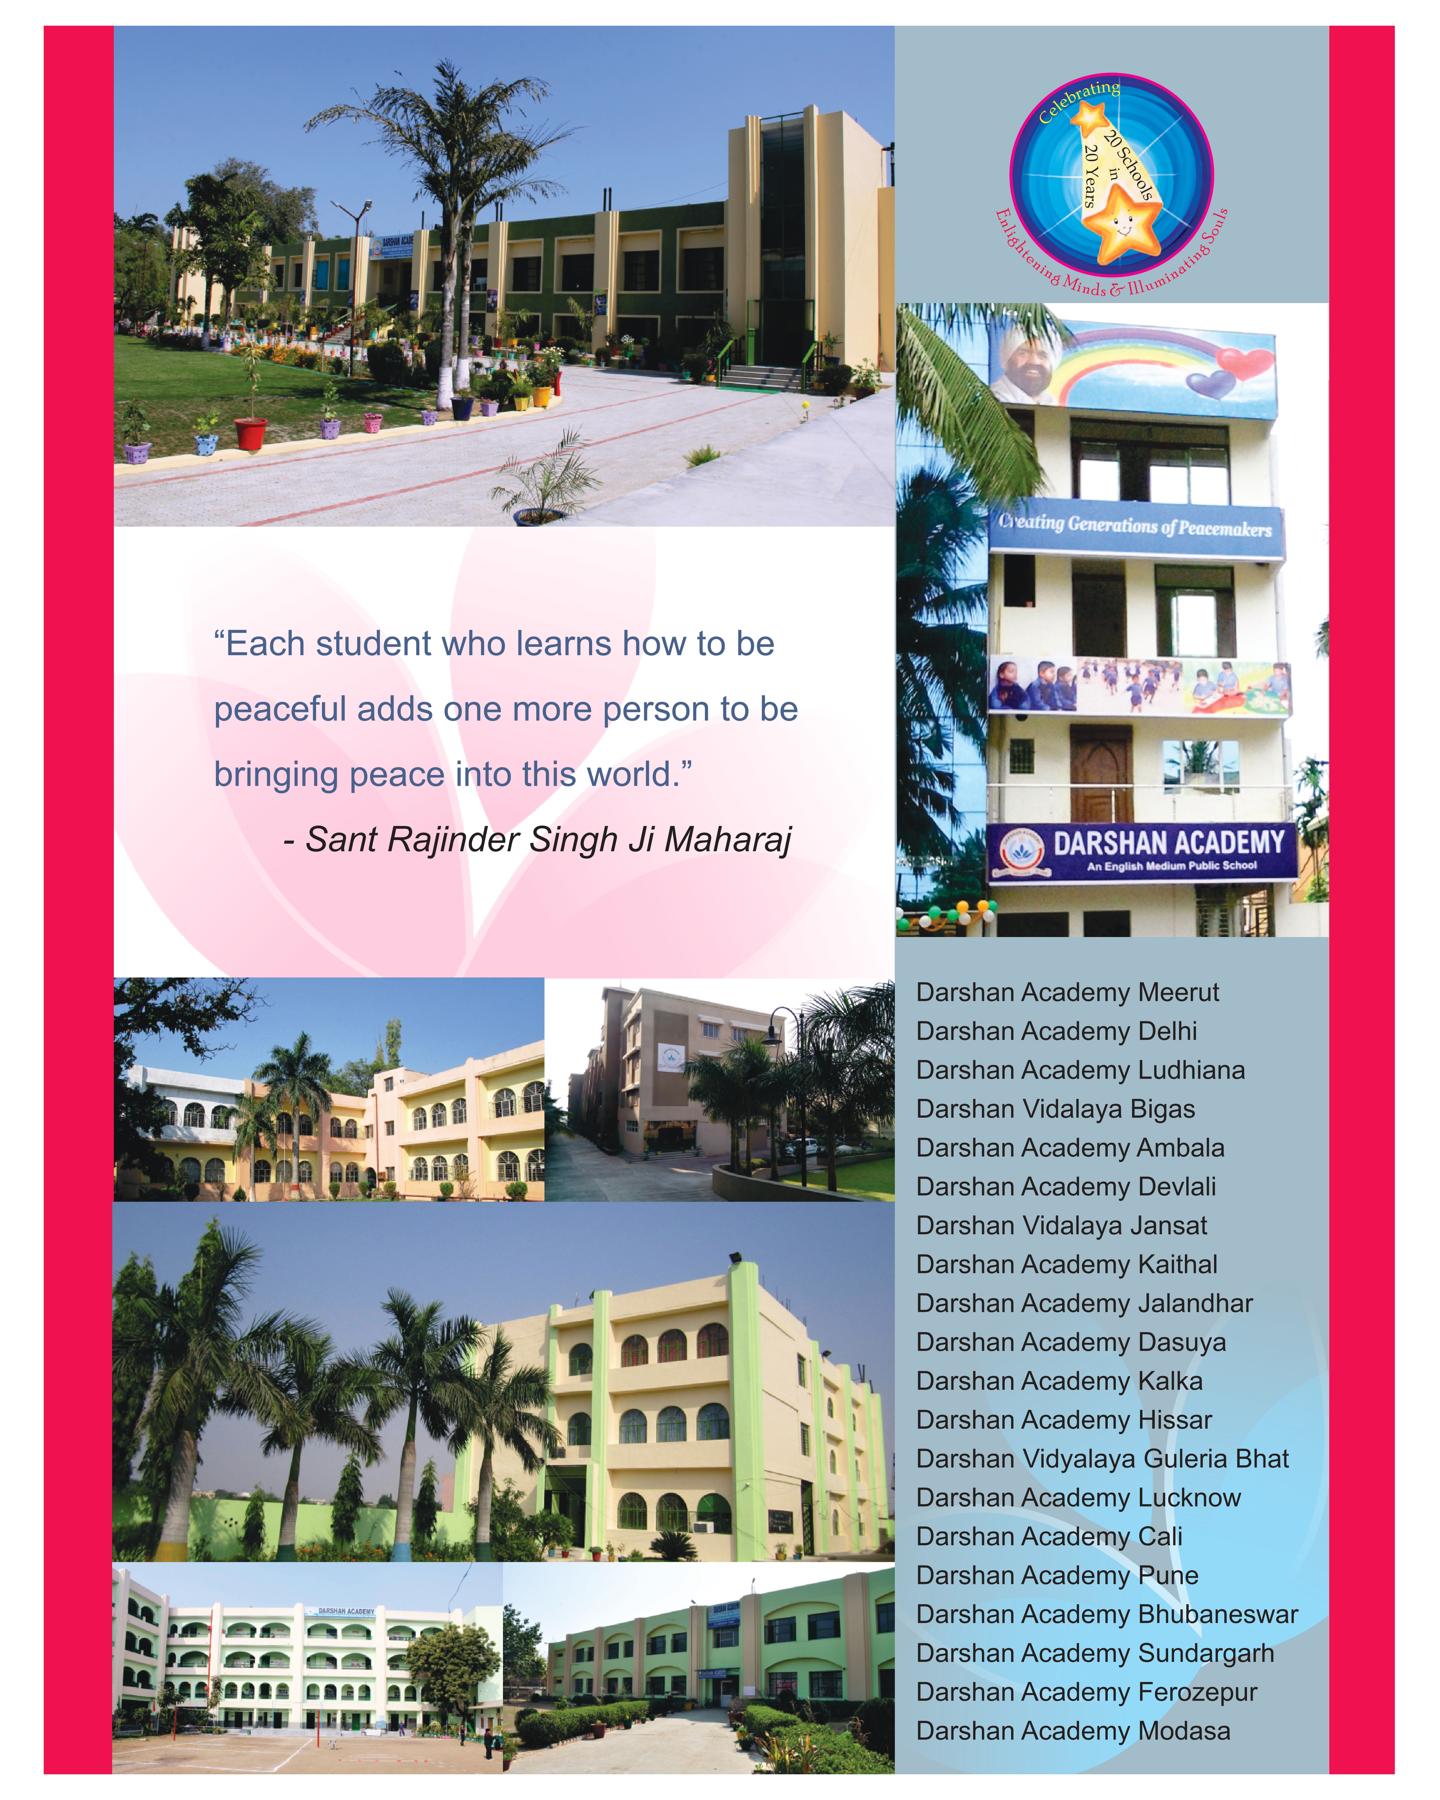 DARSHAN ACADEMY
Celebrating
20 Schools
in
20 Years
Enlightening Minds & Illuminating Souls
Creating Generations of Peacemakers
DARSHAN ACADEMY
An English Medium Public School
“Each student who learns how to be
peaceful adds one more person to be
bringing peace into this world.”
- Sant Rajinder Singh Ji Maharaj
DARSHAN ACADEMY
Darshan Academy Meerut
Darshan Academy Delhi
Darshan Academy Ludhiana
Darshan Vidalaya Bigas
Darshan Academy Ambala
Darshan Academy Devlali
Darshan Vidalaya Jansat
Darshan Academy Kaithal
Darshan Academy Jalandhar
Darshan Academy Dasuya
Darshan Academy Kalka
Darshan Academy Hissar
Darshan Vidyalaya Guleria Bhat
Darshan Academy Lucknow
Darshan Academy Cali
Darshan Academy Pune
Darshan Academy Bhubaneswar
Darshan Academy Sundargarh
Darshan Academy Ferozepur
Darshan Academy Modasa